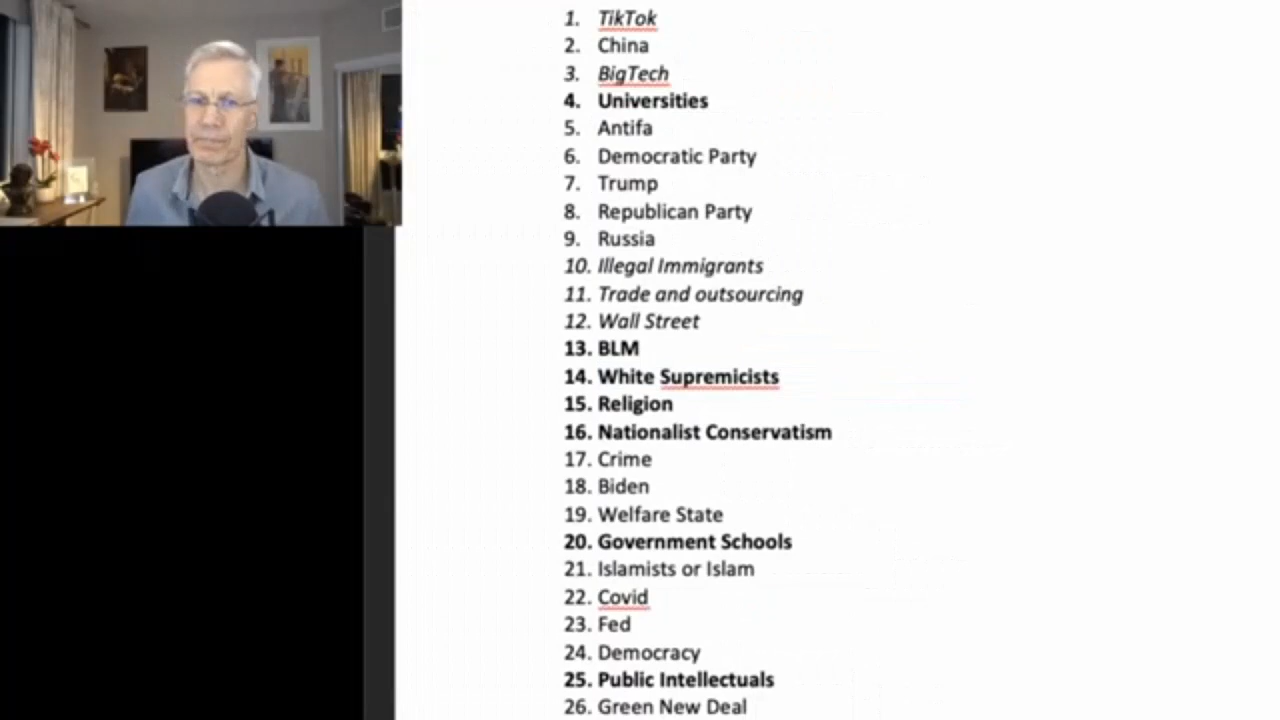 1. TikTok
2. China
3. BigTech
4. Universities
5. Antifa
6. Democratic Party
7. Trump
8. Republican Party
9. Russia
10. Illegal Immigrants
11. Trade and outsourcing
12. Wall Street
13. BLM
14. White Supremicists
15. Religion
16. Nationalist Conservatism
17. Crime
18. Biden
19. Welfare State
20. Government Schools
21. Islamists or Islam
22. Covid
23. Fed
24. Democracy
25. Public Intellectuals
26. Green New Deal